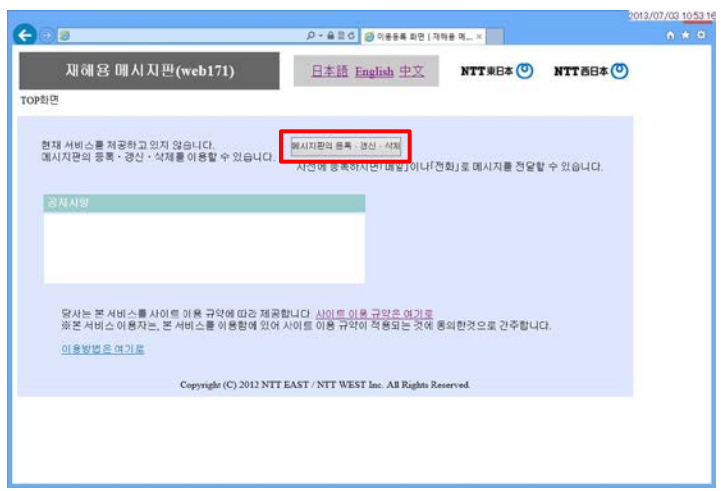 2013/07/03 10:53:16
이용등록 화면 | 재해용 메... ×
재해용 메시지판(web171)
日本語 English 中文
NTT東日本
NTT西日本
TOP화면
현재 서비스를 제공하고 있지 않습니다.
메시지판의 등록・갱신・삭제를 이용할 수 있습니다.
메시지판의 등록・갱신・삭제
사전에 등록하시면「메일」이나「전화」로 메시지를 전달할 수 있습니다.
공지사항
당사는 본 서비스를 사이트 이용 규약에 따라 제공합니다. 사이트 이용 규약은 여기로
※본 서비스 이용자는, 본 서비스를 이용함에 있어 사이트 이용 규약이 적용되는 것에 동의한것으로 간주합니다.
이용방법은 여기로
Copyright (C) 2012 NTT EAST / NTT WEST Inc. All Rights Reserved.